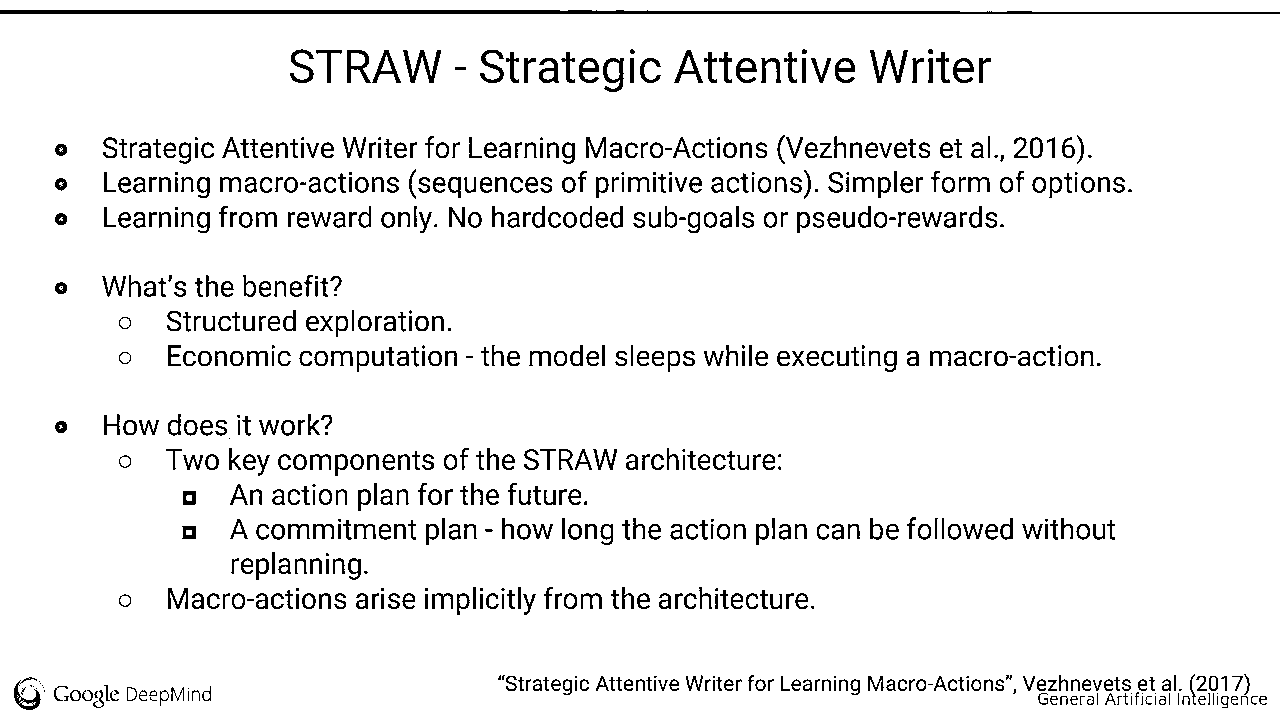 STRAW - Strategic Attentive Writer
Strategic Attentive Writer for Learning Macro-Actions (Vezhnevets et al., 2016).
Learning macro-actions (sequences of primitive actions). Simpler form of options.
Learning from reward only. No hardcoded sub-goals or pseudo-rewards.
What's the benefit?
Structured exploration.
Economic computation - the model sleeps while executing a macro-action.
How does it work?
Two key components of the STRAW architecture:
An action plan for the future.
A commitment plan - how long the action plan can be followed without
replanning.
Macro-actions arise implicitly from the architecture.
“Strategic Attentive Writer for Learning Macro-Actions”, Vezhnevets et al. (2017)
Google DeepMind
General Artificial Intelligence